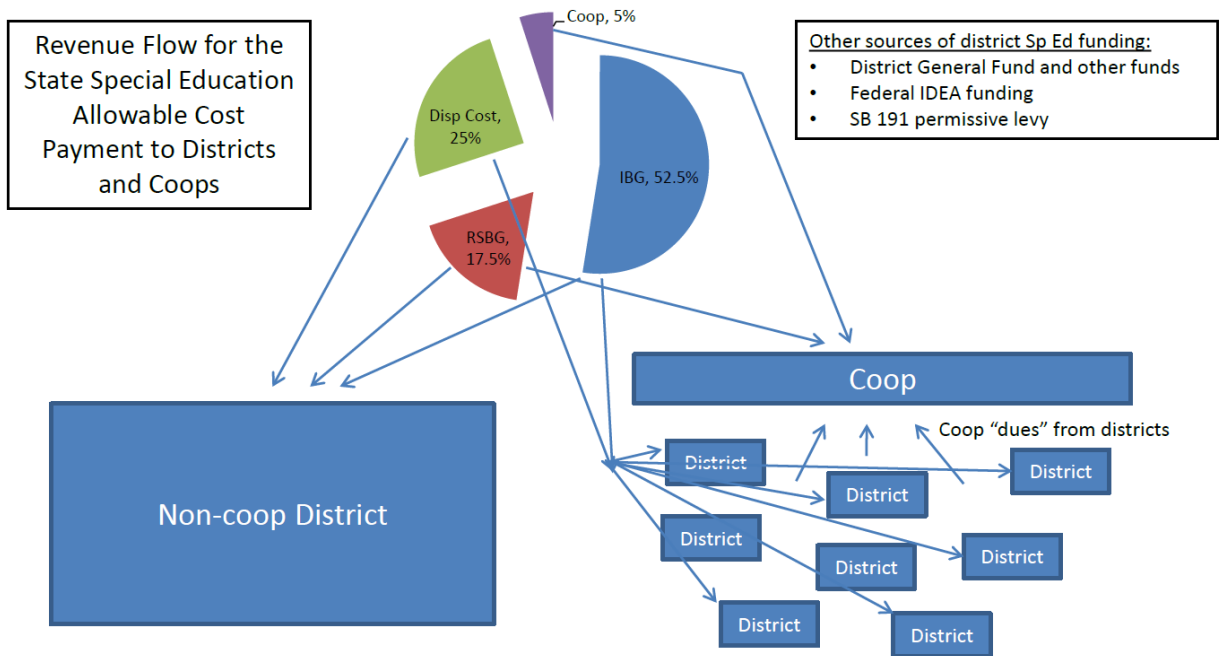 Revenue Flow for the
State Special Education
Allowable Cost
Payment to Districts
and Coops
Coop, 5%
Disp Cost,
25%
IBG, 52.5%
RSBG,
17.5%
Other sources of district Sp Ed funding:
• District General Fund and other funds
• Federal IDEA funding
• SB 191 permissive levy
Coop
Coop “dues” from districts
Non-coop District
District
District
District
District
District
District
District
District